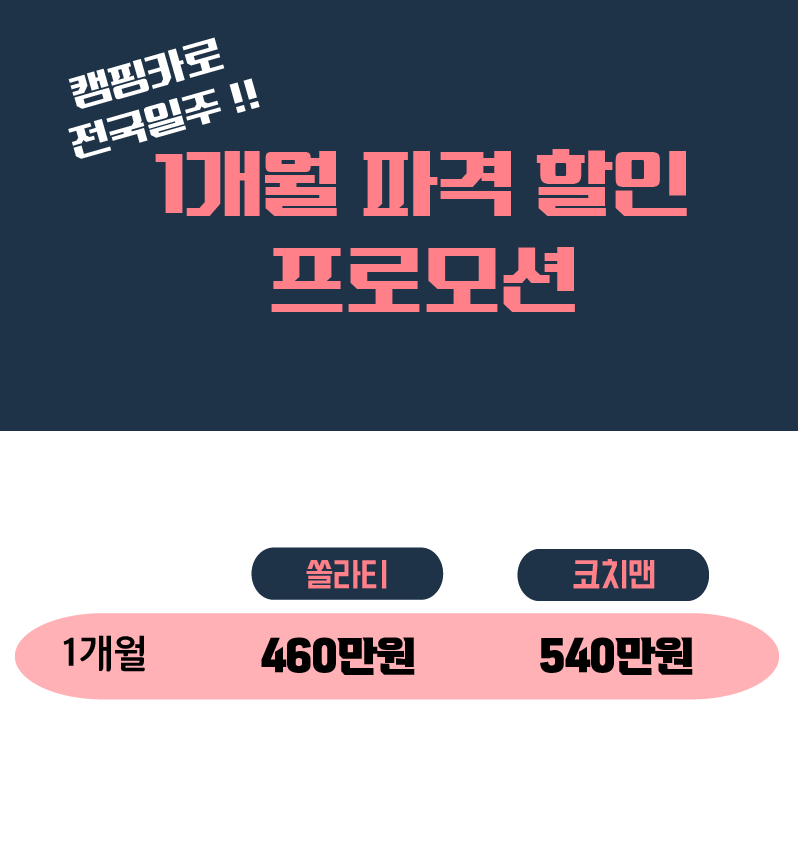 캠핑카로
전국일주 !!
1개월 파격 할인
프로모션
쏠라티 코치맨
1개월 460만원 540만원